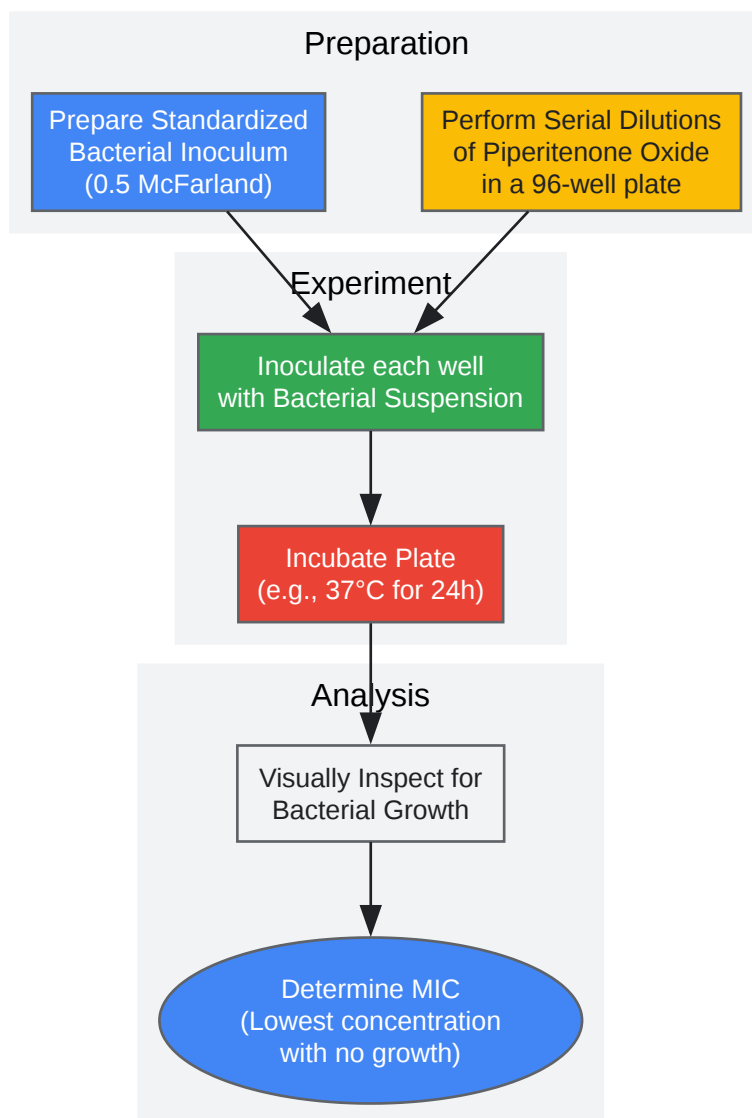 Preparation
Prepare Standardized
Bacterial Inoculum
(0.5 McFarland)
Perform Serial Dilutions
of Piperitenone Oxide
in a 96-well plate
Experiment
Inoculate each well
with Bacterial Suspension
Incubate Plate
(e.g., 37°C for 24h)
Analysis
Visually Inspect for
Bacterial Growth
Determine MIC
(Lowest concentration
with no growth)